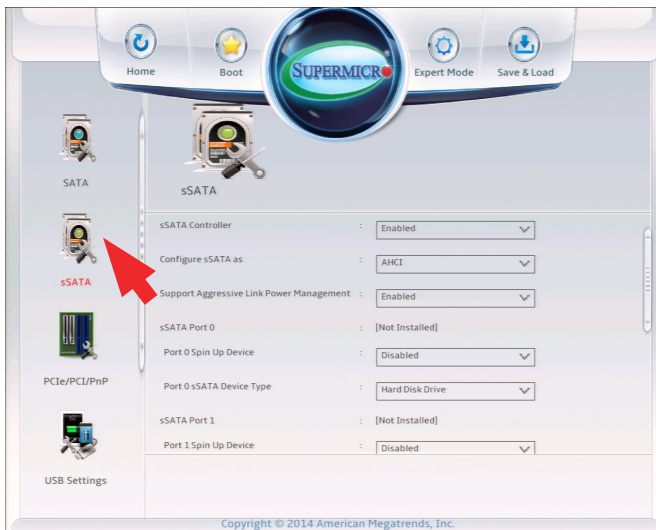 Home
Boot
SUPERMICRO
Expert Mode
Save & Load
SATA
sSATA
PCIe/PCI/PnP
USB Settings
sSATA
sSATA Controller : Enabled
Configure sSATA as : AHCI
Support Aggressive Link Power Management : Enabled
sSATA Port 0 : [Not Installed]
Port 0 Spin Up Device : Disabled
Port 0 sSATA Device Type : Hard Disk Drive
sSATA Port 1 : [Not Installed]
Port 1 Spin Up Device : Disabled
Copyright © 2014 American Megatrends, Inc.